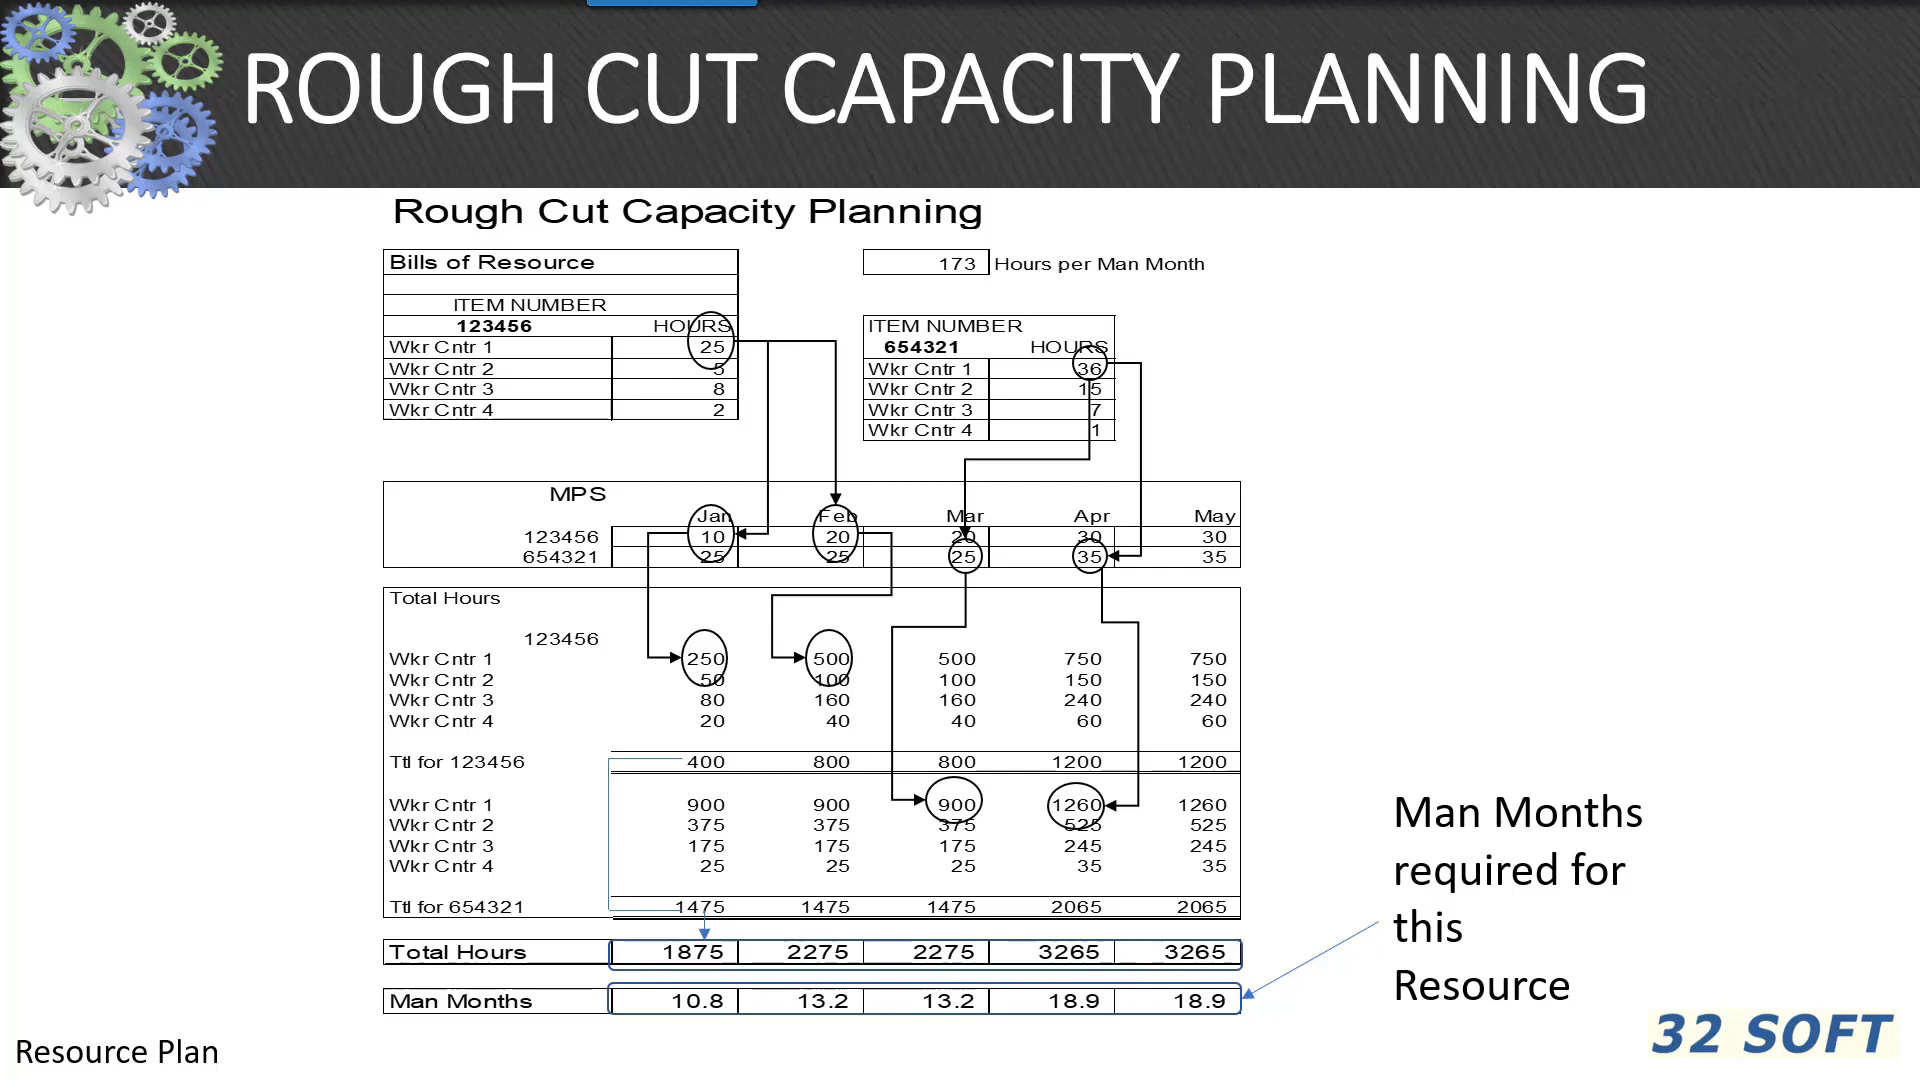 ROUGH CUT CAPACITY PLANNING
Rough Cut Capacity Planning
Bills of Resource
173 Hours per Man Month
ITEM NUMBER
123456 HOURS
Wkr Cntr 1 25
Wkr Cntr 2 5
Wkr Cntr 3 8
Wkr Cntr 4 2
ITEM NUMBER
654321 HOURS
Wkr Cntr 1 36
Wkr Cntr 2 15
Wkr Cntr 3 7
Wkr Cntr 4 1
MPS
Jan Feb Mar Apr May
123456 10 20 20 30 30
654321 25 25 25 35 35
Total Hours
123456
Wkr Cntr 1 250 500 500 750 750
Wkr Cntr 2 50 100 100 150 150
Wkr Cntr 3 80 160 160 240 240
Wkr Cntr 4 20 40 40 60 60
Ttl for 123456 400 800 800 1200 1200
Wkr Cntr 1 900 900 900 1260 1260
Wkr Cntr 2 375 375 375 525 525
Wkr Cntr 3 175 175 175 245 245
Wkr Cntr 4 25 25 25 35 35
Ttl for 654321 1475 1475 1475 2065 2065
Total Hours 1875 2275 2275 3265 3265
Man Months 10.8 13.2 13.2 18.9 18.9
Man Months
required for
this
Resource
Resource Plan
32 SOFT